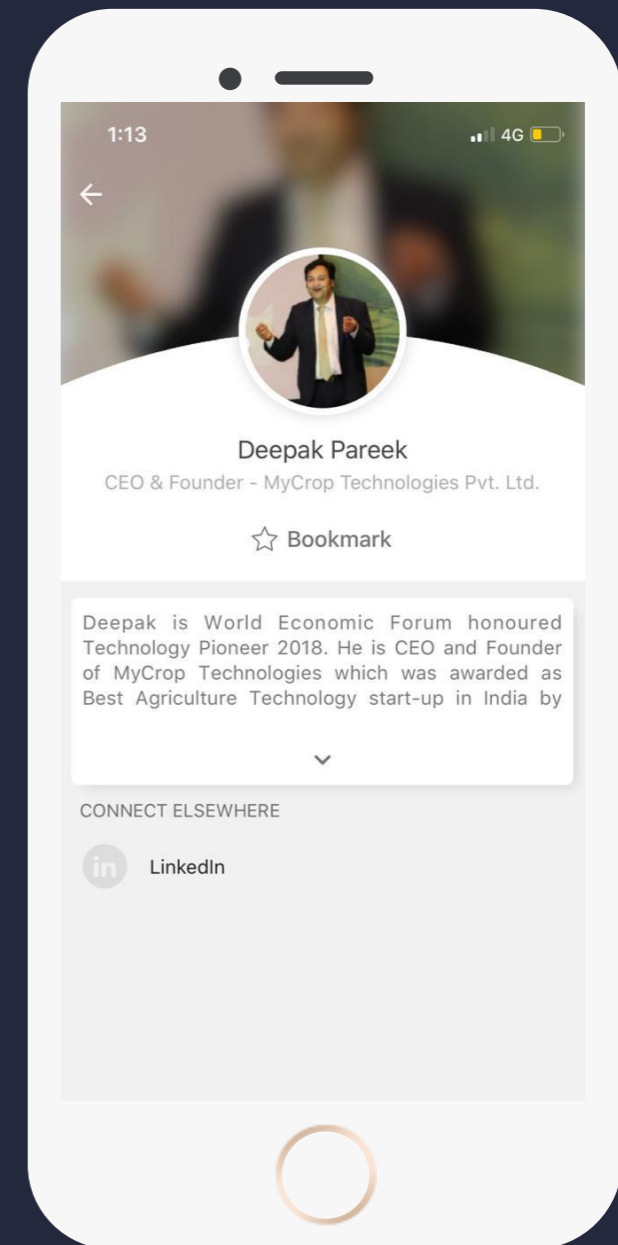 1:13 4G
Deepak Pareek
CEO & Founder - MyCrop Technologies Pvt. Ltd.
Bookmark
Deepak is World Economic Forum honoured
Technology Pioneer 2018. He is CEO and Founder
of MyCrop Technologies which was awarded as
Best Agriculture Technology start-up in India by
CONNECT ELSEWHERE
in LinkedIn